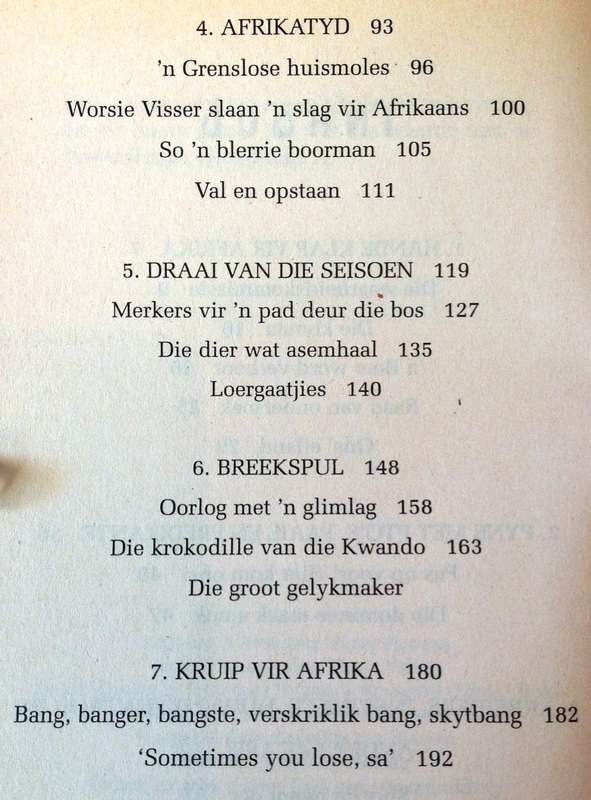 4. AFRIKATYD 93
’n Grenslose huismoles 96
Worsie Visser slaan ’n slag vir Afrikaans 100
So ’n blerrie boorman 105
Val en opstaan 111
5. DRAAI VAN DIE SEISOEN 119
Merkers vir ’n pad deur die bos 127
Die dier wat asemhaal 135
Loergaatjies 140
6. BREEKSPUL 148
Oorlog met ’n glimlag 158
Die krokodille van die Kwando 163
Die groot gelykmaker
7. KRUIP VIR AFRIKA 180
Bang, banger, bangste, verskriklik bang, skytbang 182
‘Sometimes you lose, sa’ 192